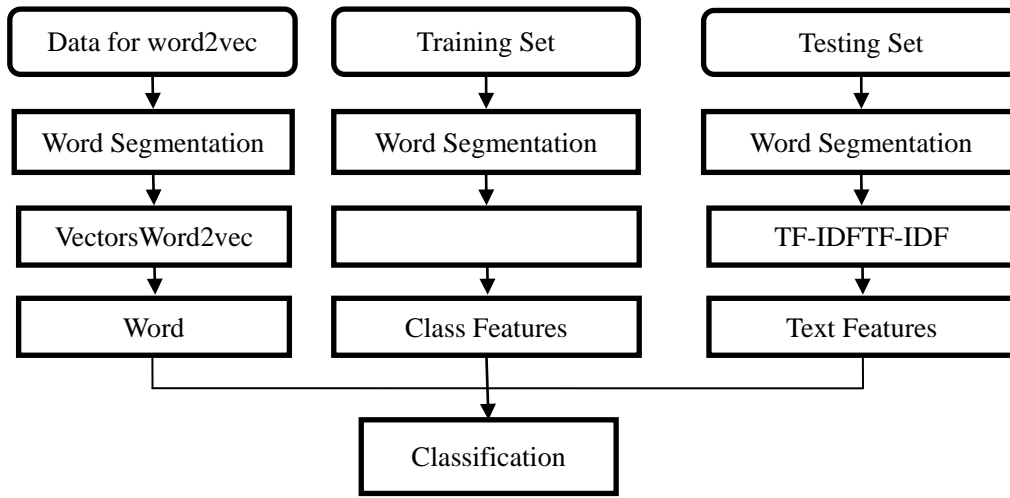 Data for word2vec
Training Set
Testing Set
Word Segmentation
Word Segmentation
Word Segmentation
VectorsWord2vec
TF-IDFTF-IDF
Word
Class Features
Text Features
Classification